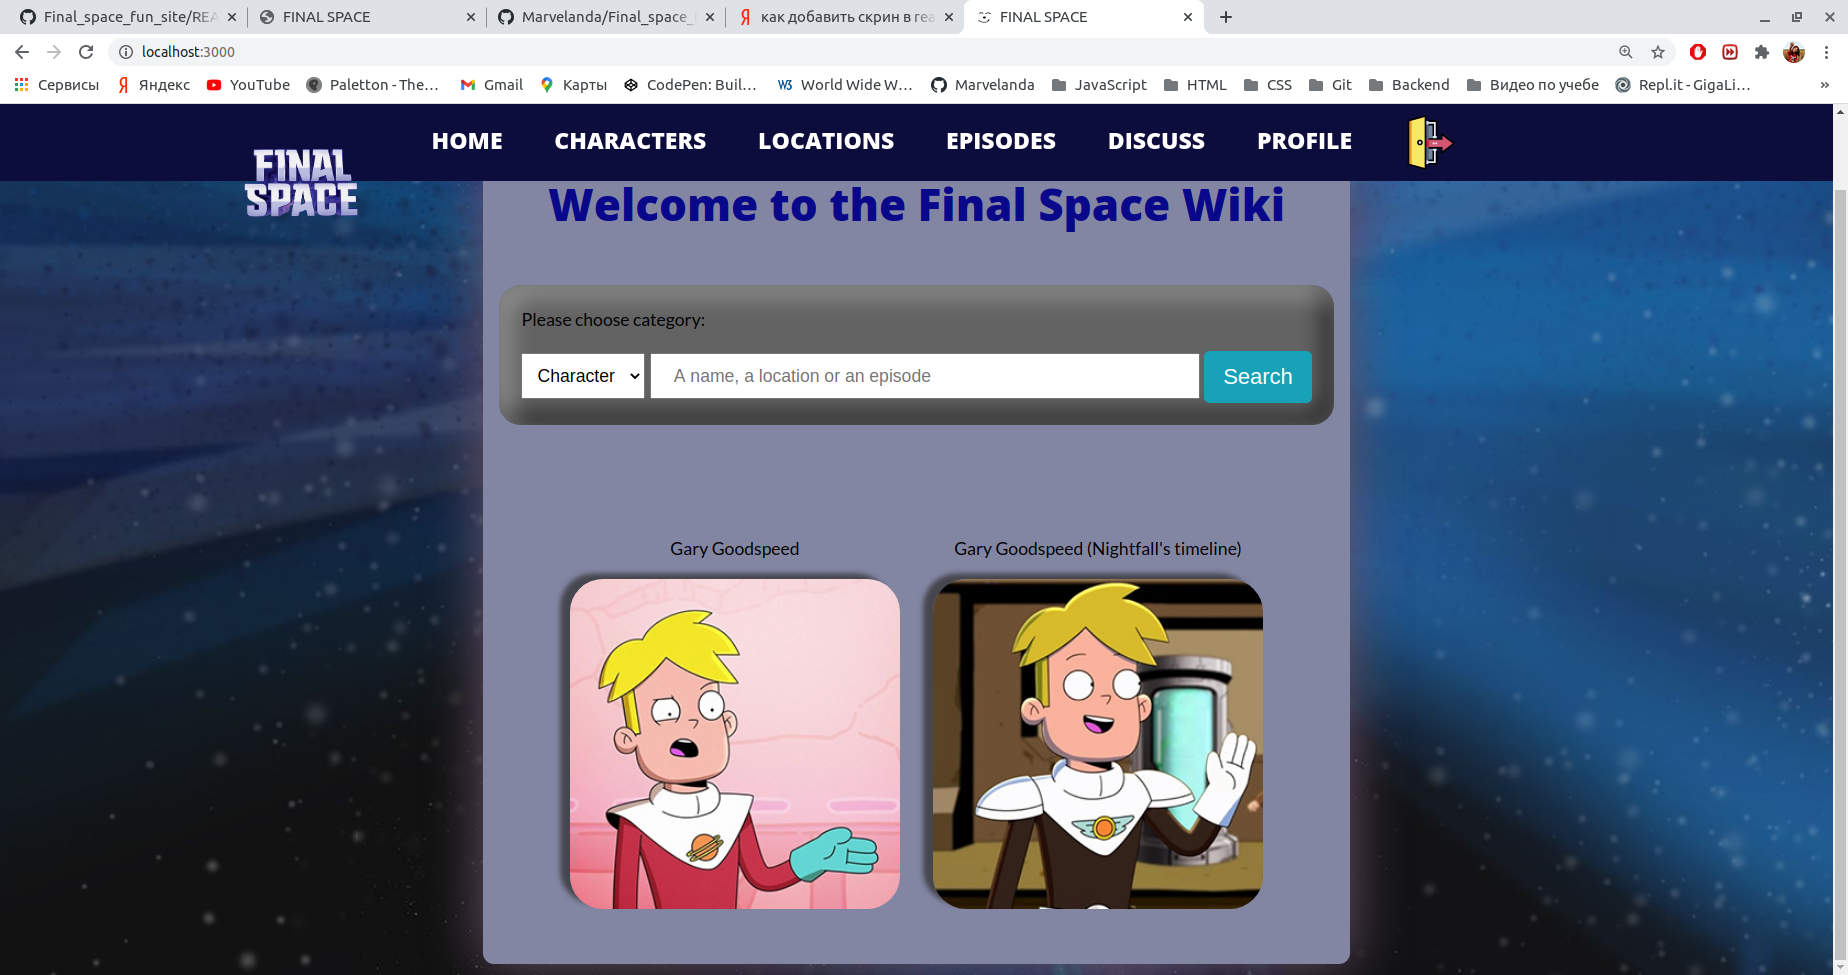 Final_space_fun_site/REA
FINAL SPACE
Marvelanda/Final_space_
как добавить скрин в rea
FINAL SPACE
localhost:3000
Сервисы
Яндекс
YouTube
Paletton - The...
Gmail
Карты
CodePen: Buil...
World Wide W...
Marvelanda
JavaScript
HTML
CSS
Git
Backend
Видео по учебе
Repl.it - GigaLi...
»
FINAL
SPACE
HOME
CHARACTERS
LOCATIONS
EPISODES
DISCUSS
PROFILE
Welcome to the Final Space Wiki
Please choose category:
Character
A name, a location or an episode
Search
Gary Goodspeed
Gary Goodspeed (Nightfall's timeline)